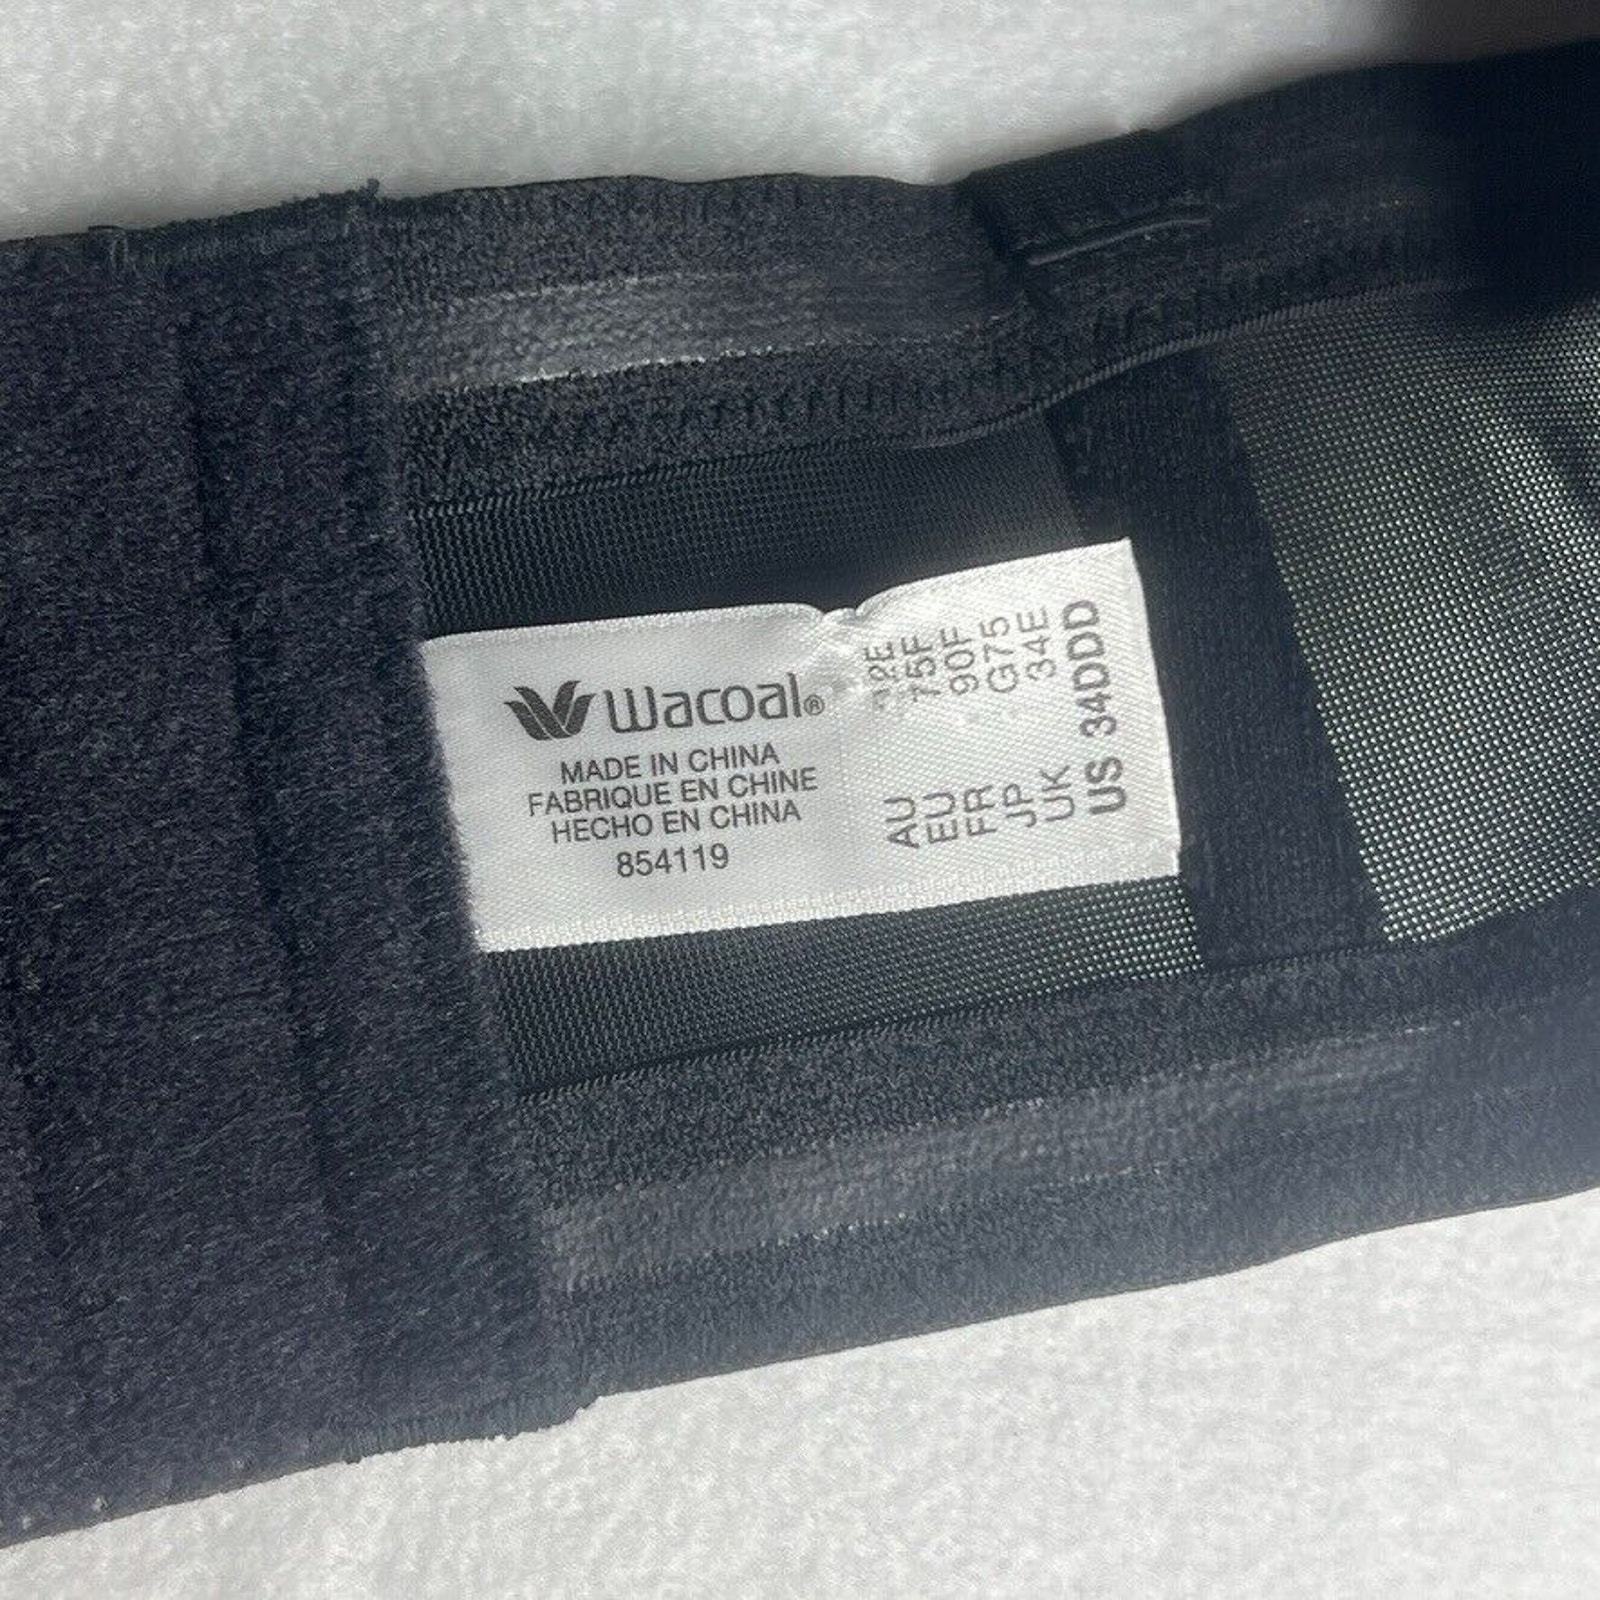 Wacoal®
MADE IN CHINA
FABRIQUE EN CHINE
HECHO EN CHINA
854119
AU
EU 75F
FR 90F
JP G75
UK 34E
US 34DDD